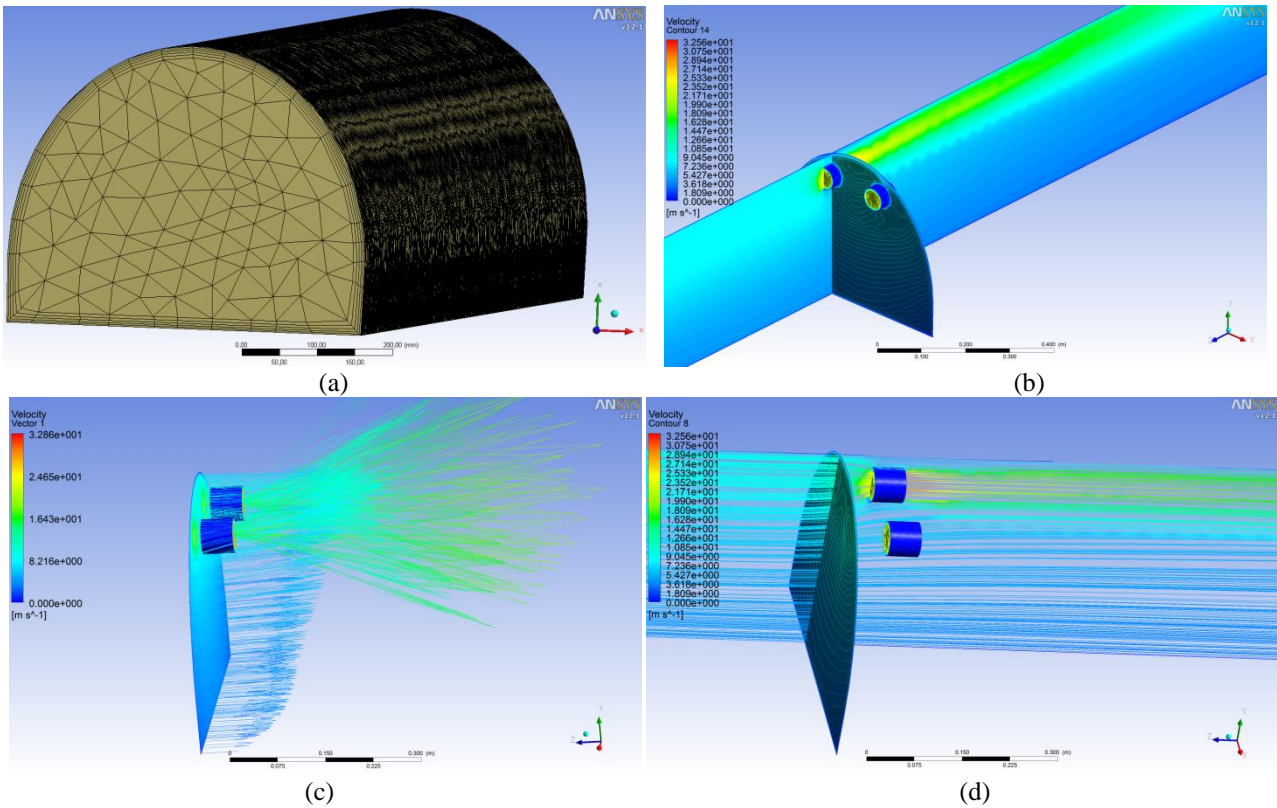 ANSYS
v12.1
0,00
100,00
200,00 (mm)
50,00
150,00
(a)
ANSYS
v12.1
Velocity
Contour 14
3.256e+001
3.075e+001
2.894e+001
2.714e+001
2.533e+001
2.352e+001
2.171e+001
1.990e+001
1.809e+001
1.628e+001
1.447e+001
1.266e+001
1.085e+001
9.045e+000
7.236e+000
5.427e+000
3.618e+000
1.809e+000
0.000e+000
[m s^-1]
0
0.200
0.400 (m)
0.100
0.300
(b)
ANSYS
v12.1
Velocity
Vector 1
3.286e+001
2.465e+001
1.643e+001
8.216e+000
0.000e+000
[m s^-1]
0
0.150
0.300 (m)
0.075
0.225
(c)
ANSYS
v12.1
Velocity
Contour 8
3.256e+001
3.075e+001
2.894e+001
2.714e+001
2.533e+001
2.352e+001
2.171e+001
1.990e+001
1.809e+001
1.628e+001
1.447e+001
1.266e+001
1.085e+001
9.045e+000
7.236e+000
5.427e+000
3.618e+000
1.809e+000
0.000e+000
[m s^-1]
0
0.150
0.300 (m)
0.075
0.225
(d)